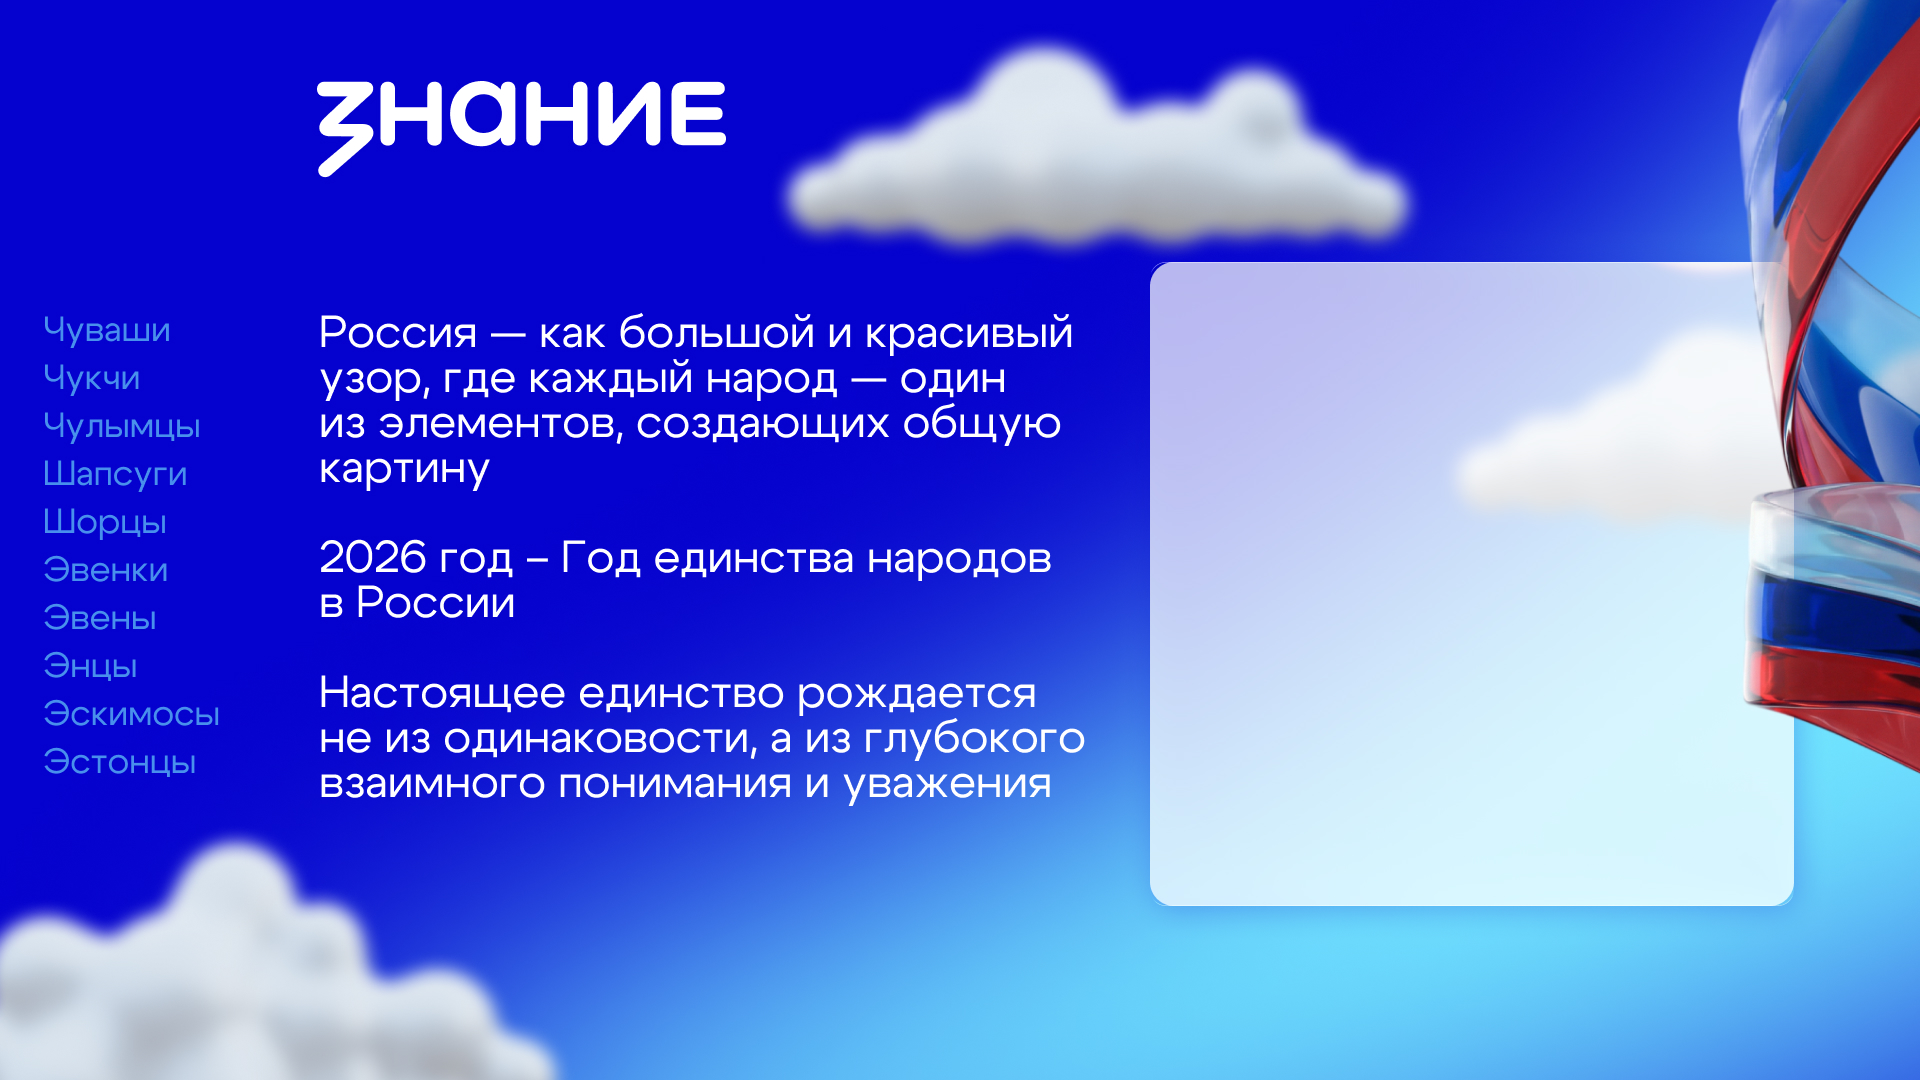 ЗНАНИЕ
Чуваши
Чукчи
Чулымцы
Шапсуги
Шорцы
Эвенки
Эвены
Энцы
Эскимосы
Эстонцы
Россия — как большой и красивый
узор, где каждый народ — один
из элементов, создающих общую
картину
2026 год – Год единства народов
в России
Настоящее единство рождается
не из одинаковости, а из глубокого
взаимного понимания и уважения